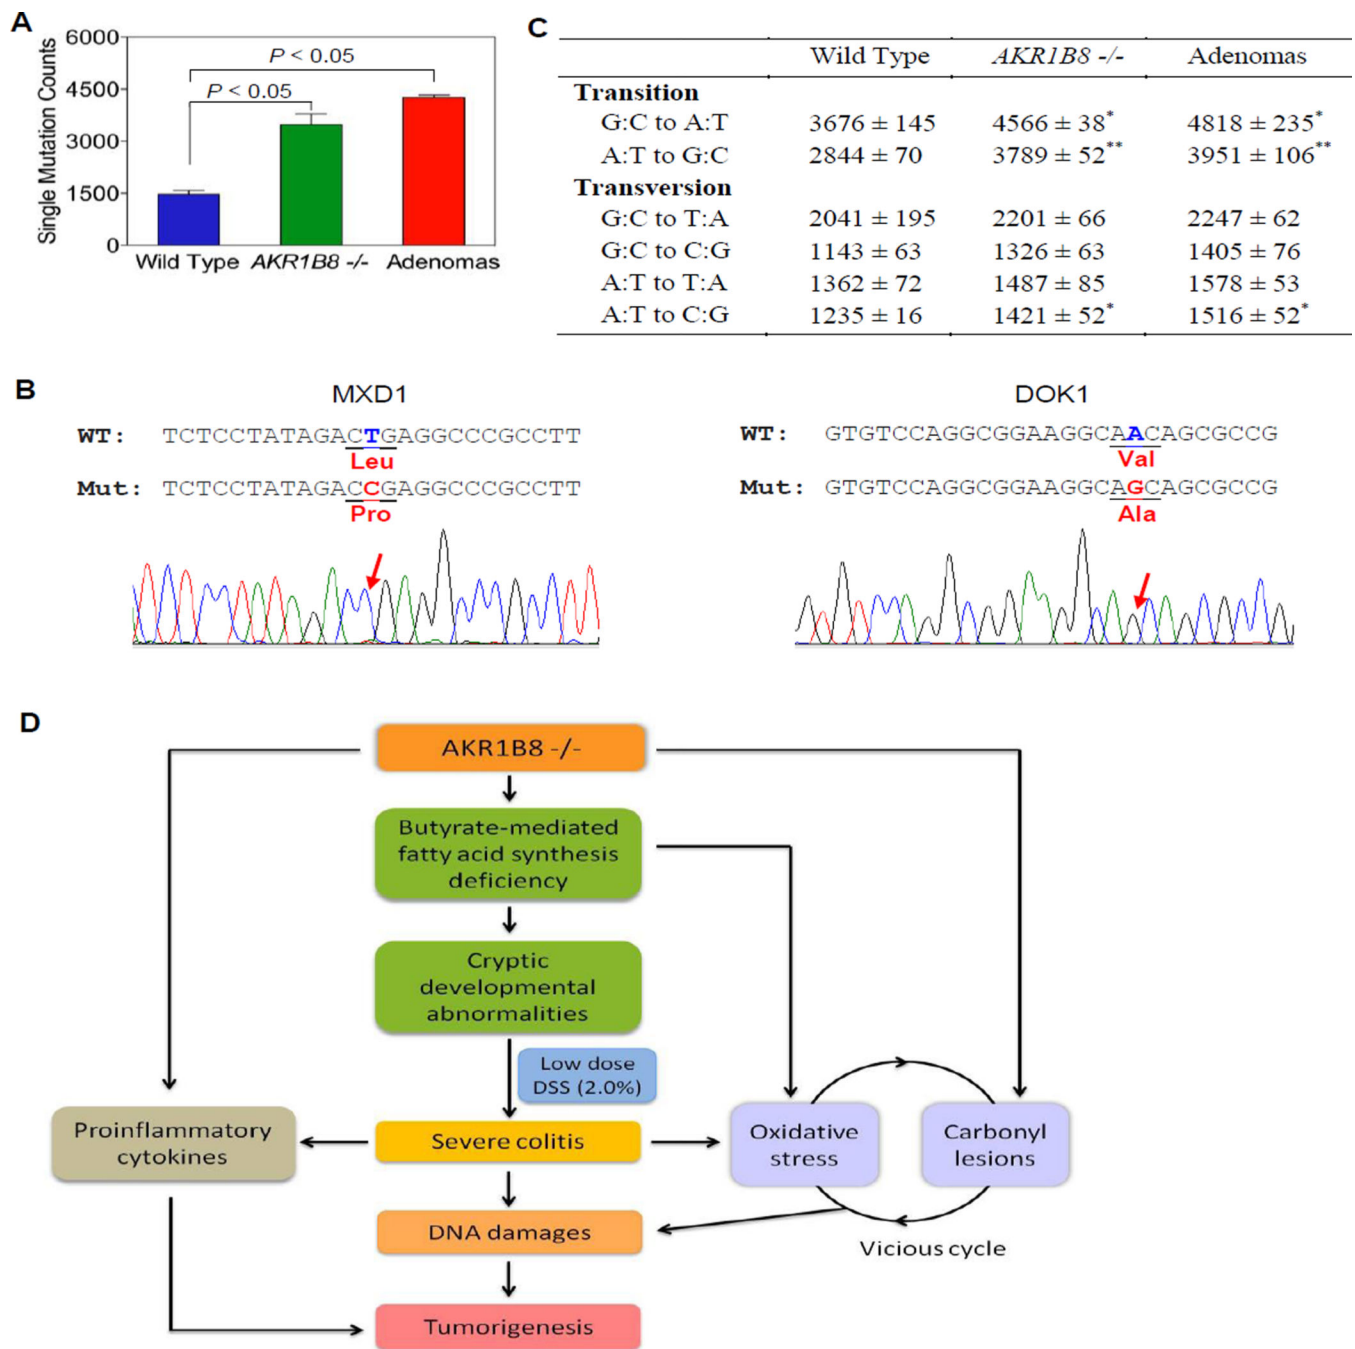 A
6000
4500
3000
1500
0
Single Mutation Counts
P < 0.05
P < 0.05
Wild Type AKR1B8 -/- Adenomas
C
Wild Type AKR1B8 -/- Adenomas
Transition
G:C to A:T 3676 ± 145 4566 ± 38* 4818 ± 235*
A:T to G:C 2844 ± 70 3789 ± 52** 3951 ± 106**
Transversion
G:C to T:A 2041 ± 195 2201 ± 66 2247 ± 62
G:C to C:G 1143 ± 63 1326 ± 63 1405 ± 76
A:T to T:A 1362 ± 72 1487 ± 85 1578 ± 53
A:T to C:G 1235 ± 16 1421 ± 52* 1516 ± 52*
B
MXD1
WT: TCTCCTATAGACTGAGGCCCGCCTT
Leu
Mut: TCTCCTATAGACCGAGGCCCGCCTT
Pro
DOK1
WT: GTGTCCAGGCGGAAGGCAACAGCGCCG
Val
Mut: GTGTCCAGGCGGAAGGCAGCAGCGCCG
Ala
D
AKR1B8 -/-
Butyrate-mediated
fatty acid synthesis
deficiency
Cryptic
developmental
abnormalities
Low dose
DSS (2.0%)
Proinflammatory
cytokines
Severe colitis
Oxidative
stress
Carbonyl
lesions
DNA damages
Vicious cycle
Tumorigenesis